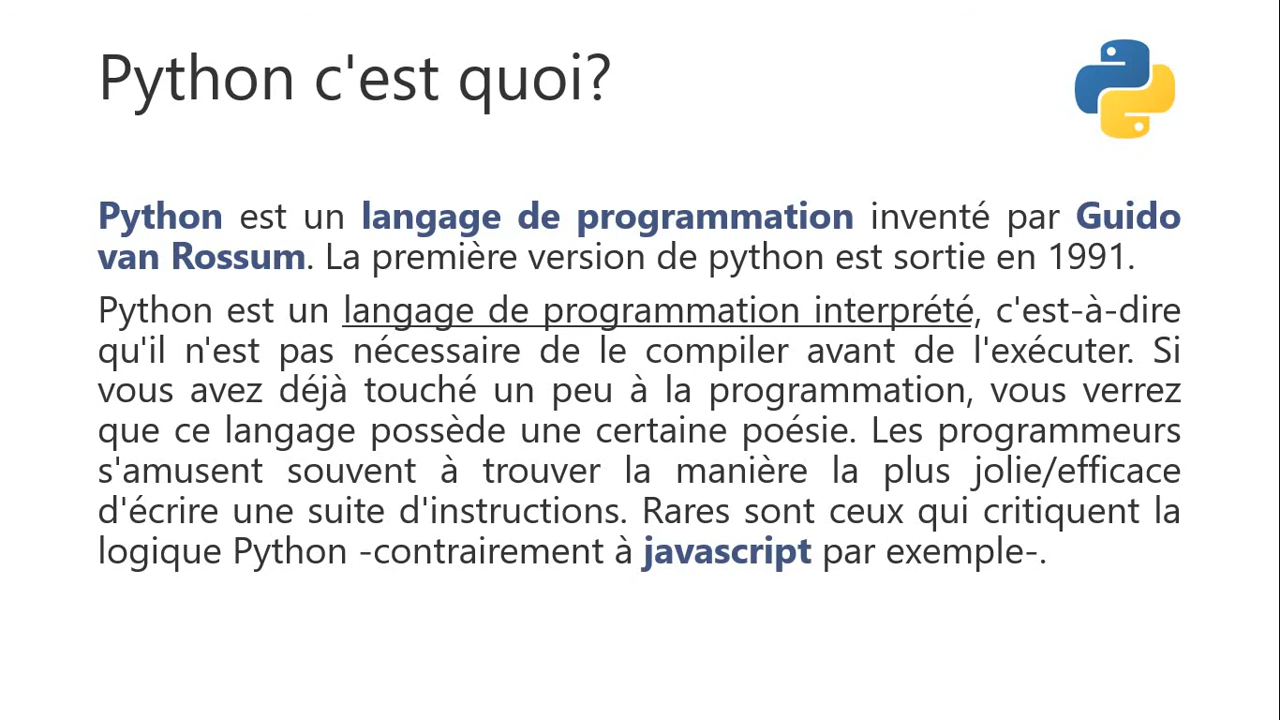 Python c'est quoi?
Python est un langage de programmation inventé par Guido
van Rossum. La première version de python est sortie en 1991.
Python est un langage de programmation interprété, c'est-à-dire
qu'il n'est pas nécessaire de le compiler avant de l'exécuter. Si
vous avez déjà touché un peu à la programmation, vous verrez
que ce langage possède une certaine poésie. Les programmeurs
s'amusent souvent à trouver la manière la plus jolie/efficace
d'écrire une suite d'instructions. Rares sont ceux qui critiquent la
logique Python -contrairement à javascript par exemple-.